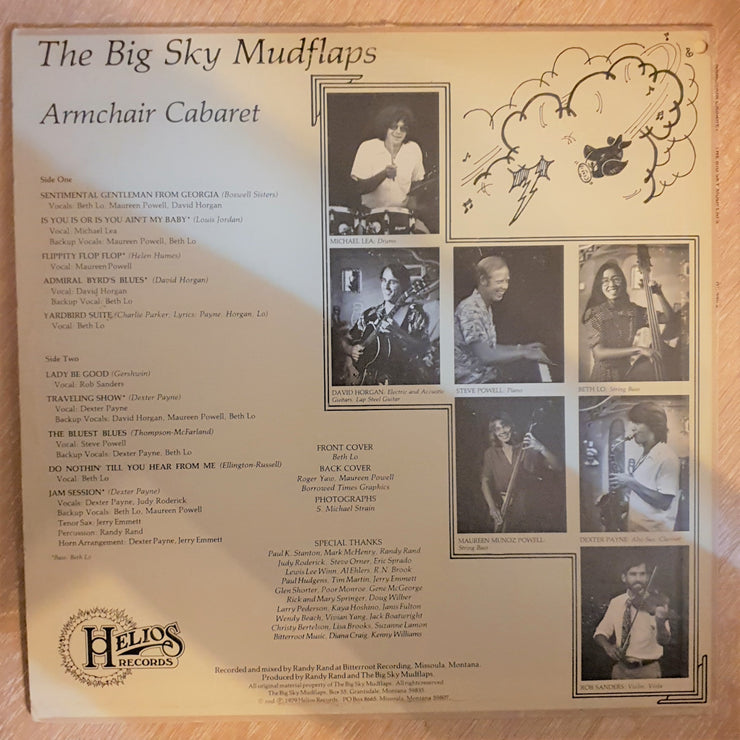 The Big Sky Mudflaps
Armchair Cabaret
Side One
SENTIMENTAL GENTLEMAN FROM GEORGIA (Boswell Sisters)
Vocals: Beth Lo, Maureen Powell, David Horgan
IS YOU IS OR IS YOU AIN'T MY BABY* (Louis Jordan)
Vocal: Michael Lea
Backup Vocals: Maureen Powell, Beth Lo
FLIPPITY FLOP FLOP* (Helen Humes)
Vocal: Maureen Powell
ADMIRAL BYRD'S BLUES* (David Horgan)
Vocal: David Horgan
Backup Vocal: Beth Lo
YARDBIRD SUITE (Charlie Parker, Lyrics: Payne, Horgan, Lo)
Vocal: Beth Lo
Side Two
LADY BE GOOD (Gershwin)
Vocal: Rob Sanders
TRAVELING SHOW* (Dexter Payne)
Vocal: Dexter Payne
Backup Vocals: David Horgan, Maureen Powell, Beth Lo
THE BLUEST BLUES (Thompson-McFarland)
Vocal: Steve Powell
Backup Vocals: Dexter Payne, Beth Lo
DO NOTHIN' TILL YOU HEAR FROM ME (Ellington-Russell)
Vocal: Beth Lo
JAM SESSION* (Dexter Payne)
Vocals: Dexter Payne, Judy Roderick
Backup Vocals: Beth Lo, Maureen Powell
Tenor Sax: Jerry Emmett
Percussion: Randy Rand
Horn Arrangement: Dexter Payne, Jerry Emmett
*Bass: Beth Lo
HELIOS
RECORDS
MICHAEL LEA: Drums
DAVID HORGAN: Electric and Acoustic
Guitars, Lap Steel Guitar
STEVE POWELL: Piano
BETH LO: String Bass
MAUREEN MUNOZ POWELL:
String Bass
DEXTER PAYNE: Alto Sax, Clarinet
ROB SANDERS: Violin, Viola
FRONT COVER
Beth Lo
BACK COVER
Roger Yaw, Maureen Powell
Borrowed Times Graphics
PHOTOGRAPHS
S. Michael Strain
SPECIAL THANKS
Paul K. Stanton, Mark McHenry, Randy Rand
Judy Roderick, Steve Orner, Eric Sprado
Lewis Lee Winn, Al Ehlers, R.N. Brook
Paul Hudgens, Tim Martin, Jerry Emmett
Glen Shorter, Poor Monroe, Gene McGeorge
Rick and Mary Springer, Doug Wilber
Larry Pederson, Kaya Hoshino, Janis Fulton
Wendy Beach, Vivian Yang, Jack Boatwright
Christy Bertelson, Lisa Brooks, Suzanne Lamon
Bitterroot Music, Diana Craig, Kenny Williams
Recorded and mixed by Randy Rand at Bitterroot Recording, Missoula, Montana.
Produced by Randy Rand and The Big Sky Mudflaps.
All original material property of The Big Sky Mudflaps. All rights reserved.
The Big Sky Mudflaps, Box 55, Grantsdale, Montana 59835
© and ℗ 1979 Helios Records, PO Box 8665, Missoula, Montana 59807.